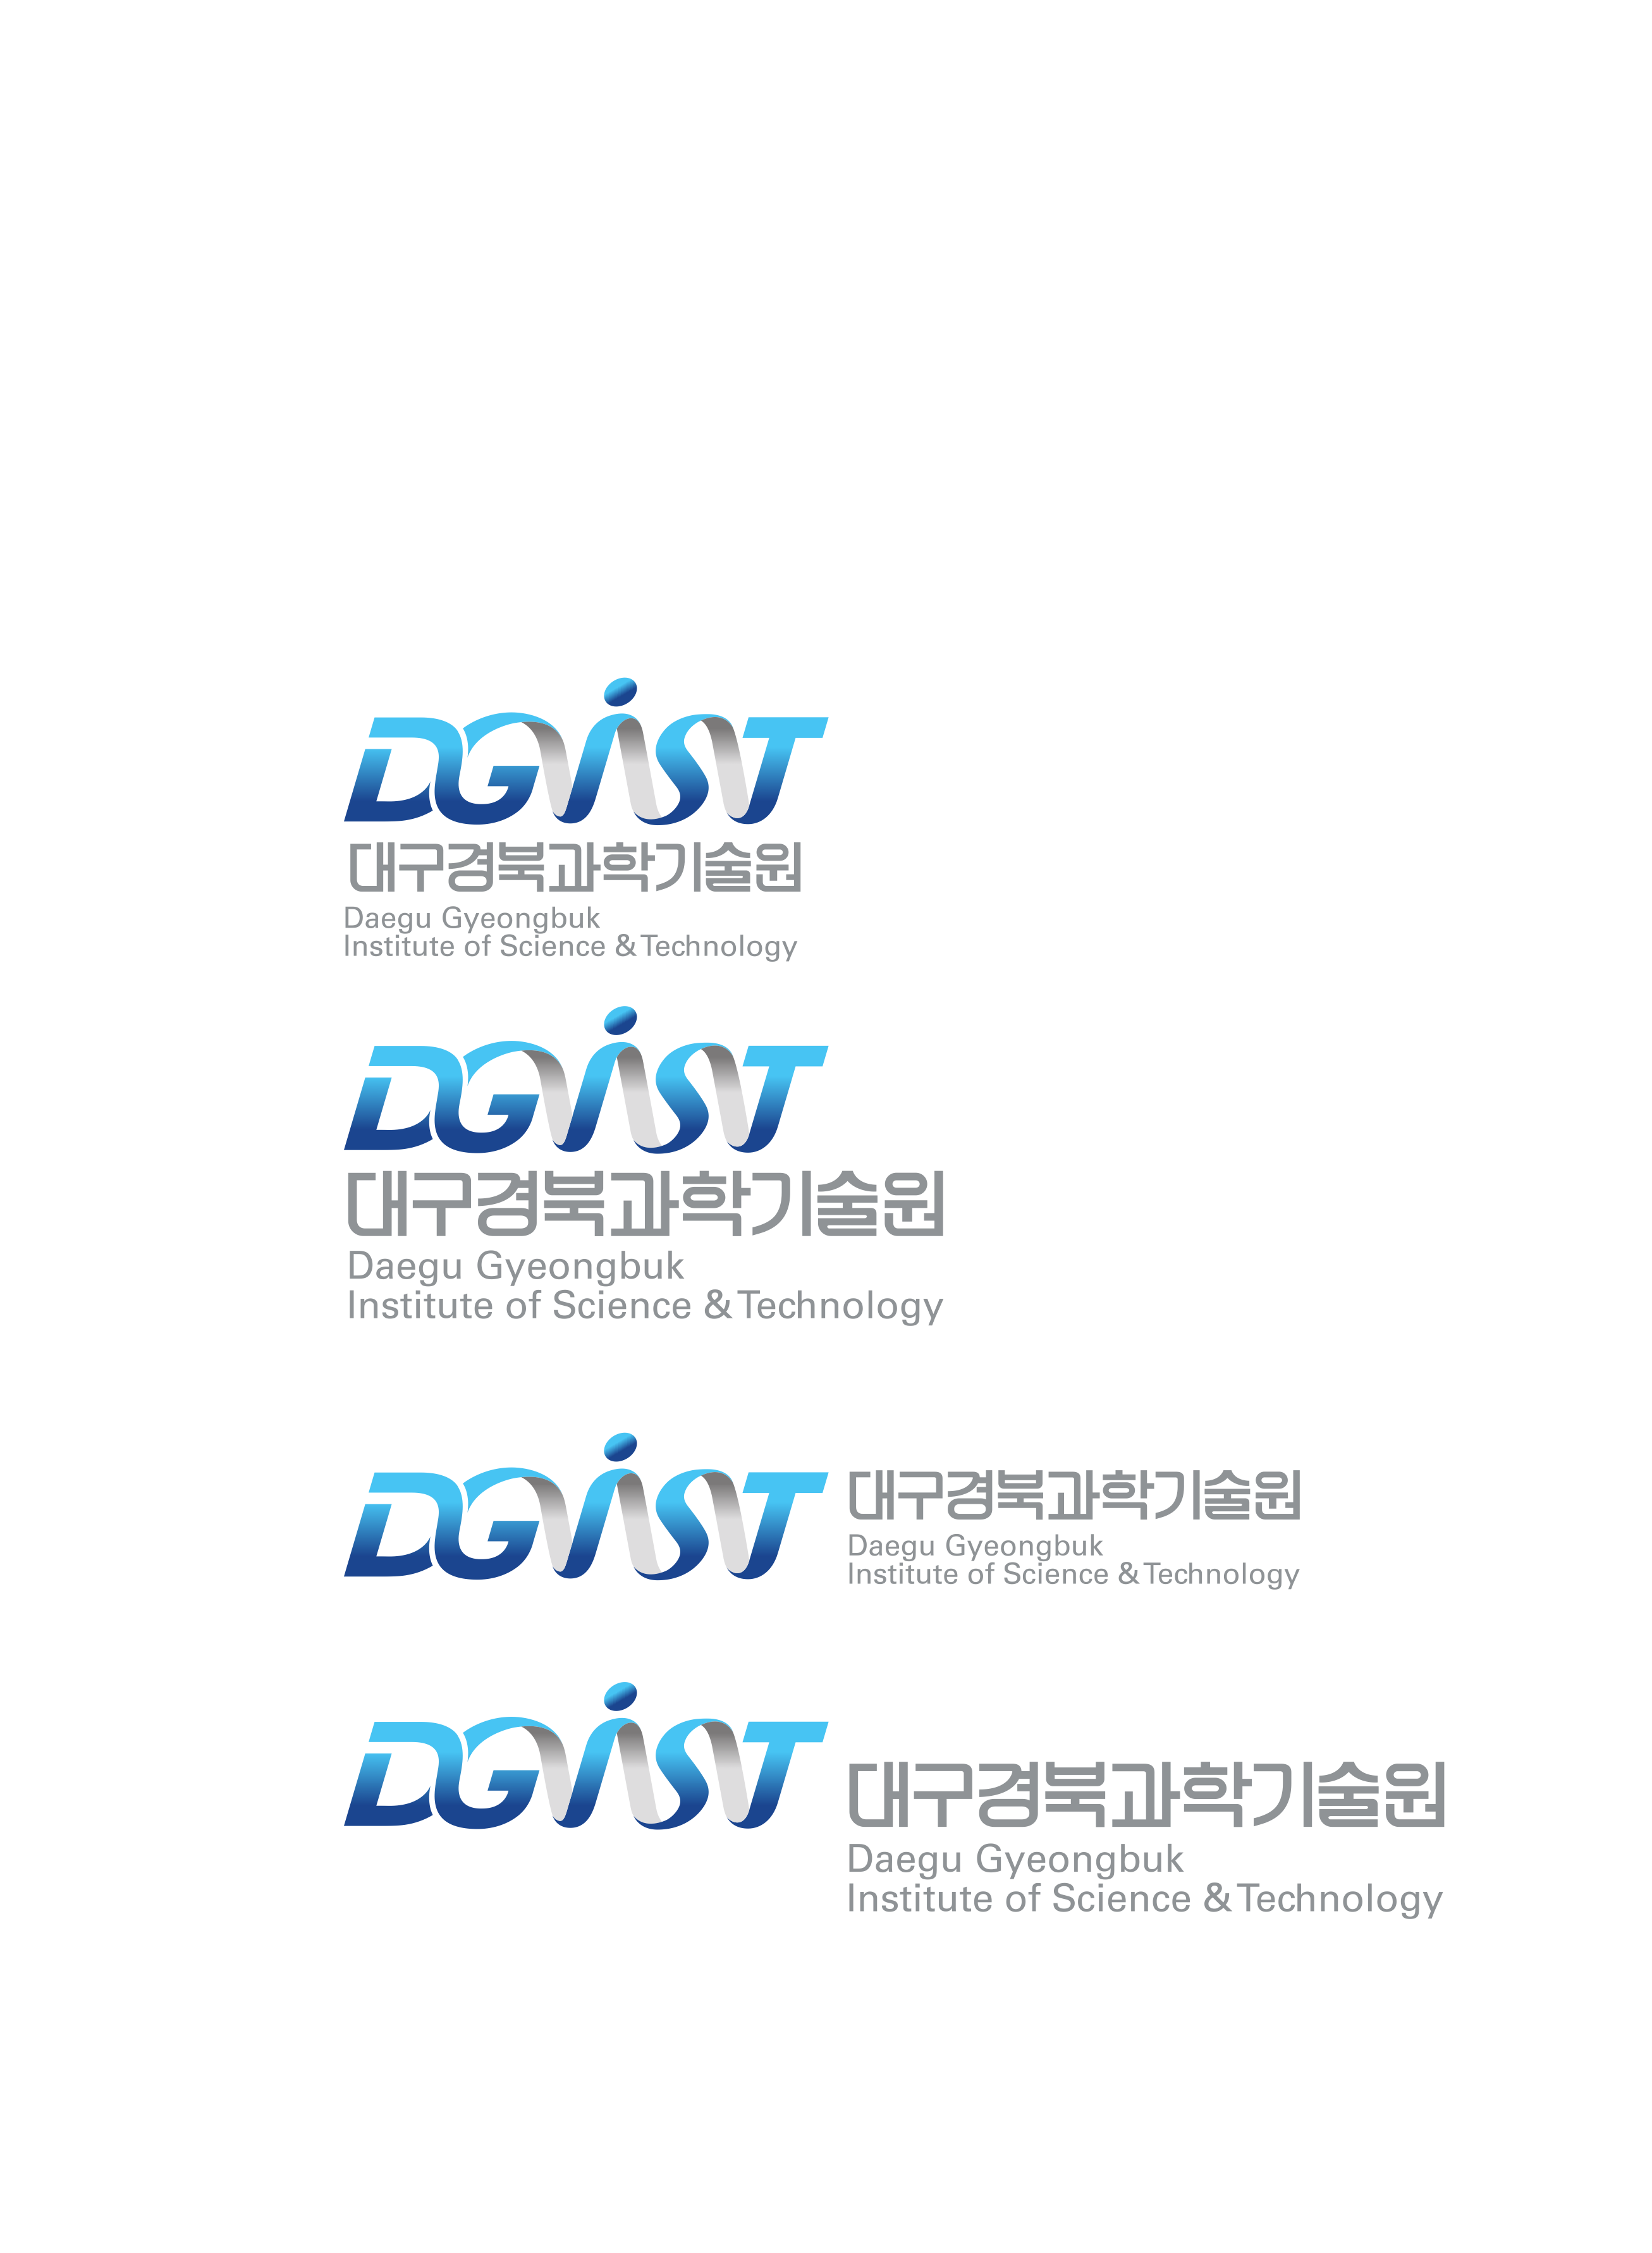 DGIST
대구경북과학기술원
Daegu Gyeongbuk
Institute of Science & Technology
DGIST
대구경북과학기술원
Daegu Gyeongbuk
Institute of Science & Technology
DGIST
대구경북과학기술원
Daegu Gyeongbuk
Institute of Science & Technology
DGIST
대구경북과학기술원
Daegu Gyeongbuk
Institute of Science & Technology